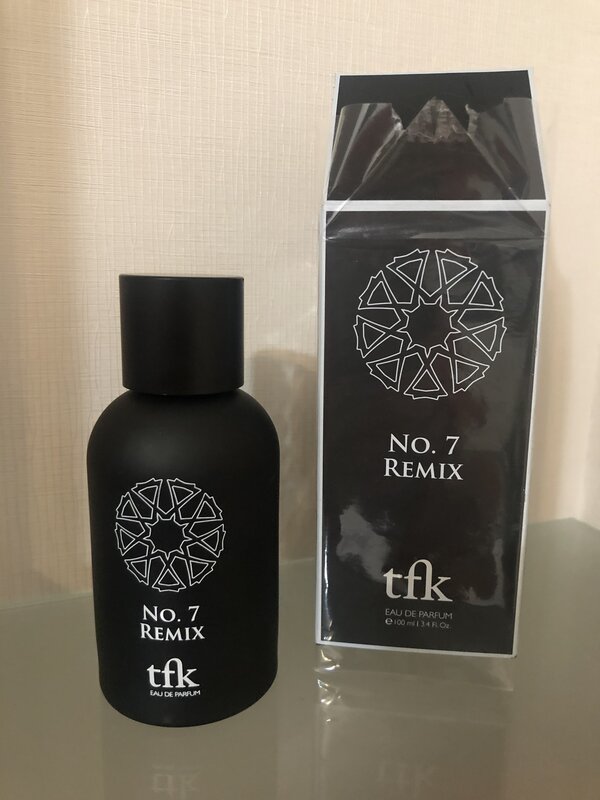 No. 7
Remix
tfk
EAU DE PARFUM
No. 7
Remix
tfk
EAU DE PARFUM
℮ 100 ml | 3.4 Fl. Oz.